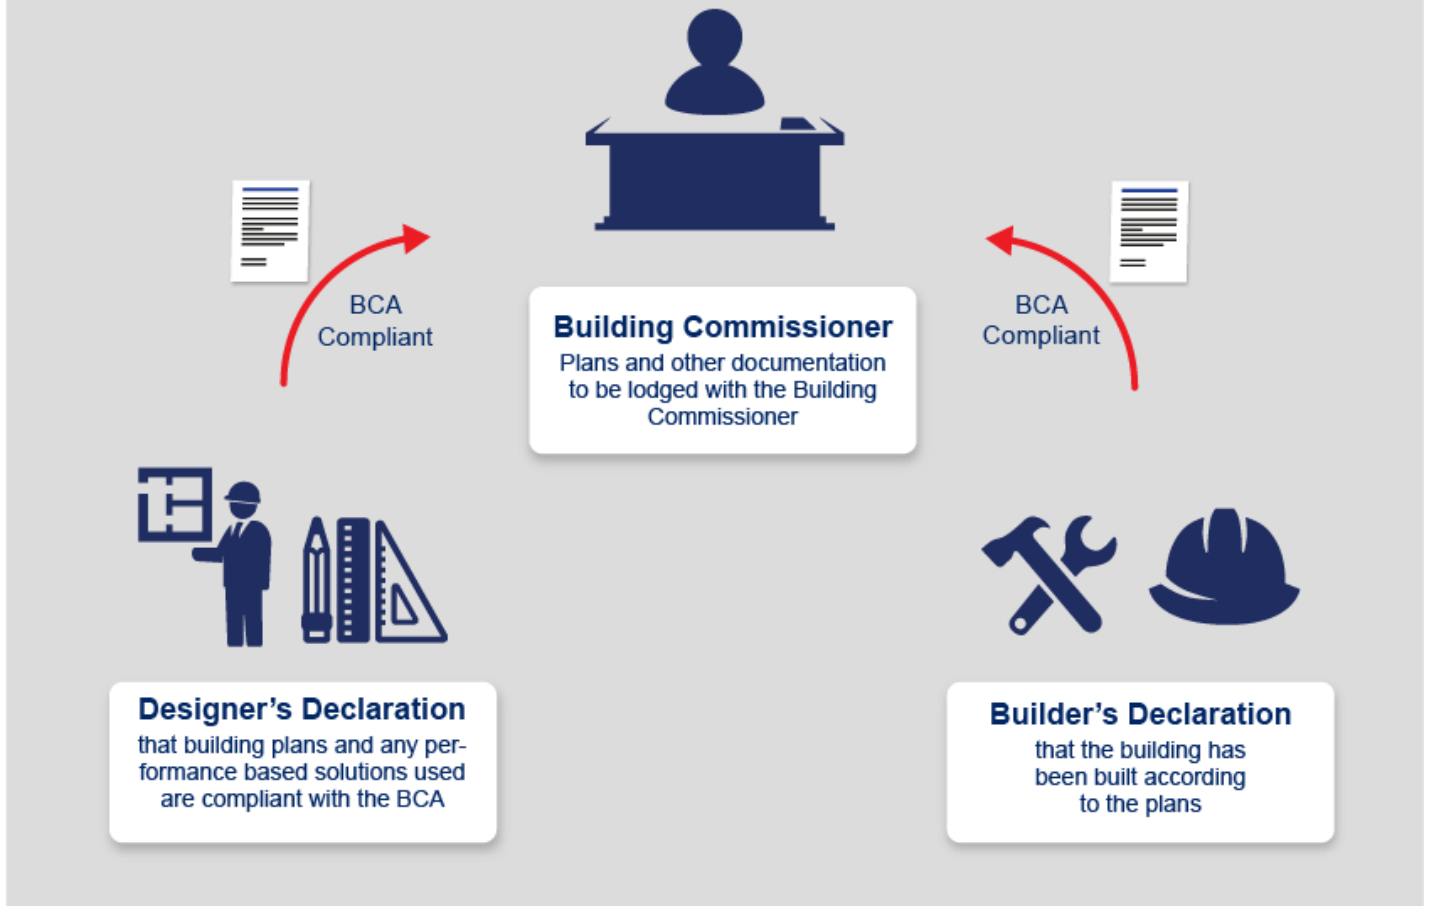 BCA
Compliant
BCA
Compliant
Building Commissioner
Plans and other documentation
to be lodged with the Building
Commissioner
Designer’s Declaration
that building plans and any per-
formance based solutions used
are compliant with the BCA
Builder’s Declaration
that the building has
been built according
to the plans